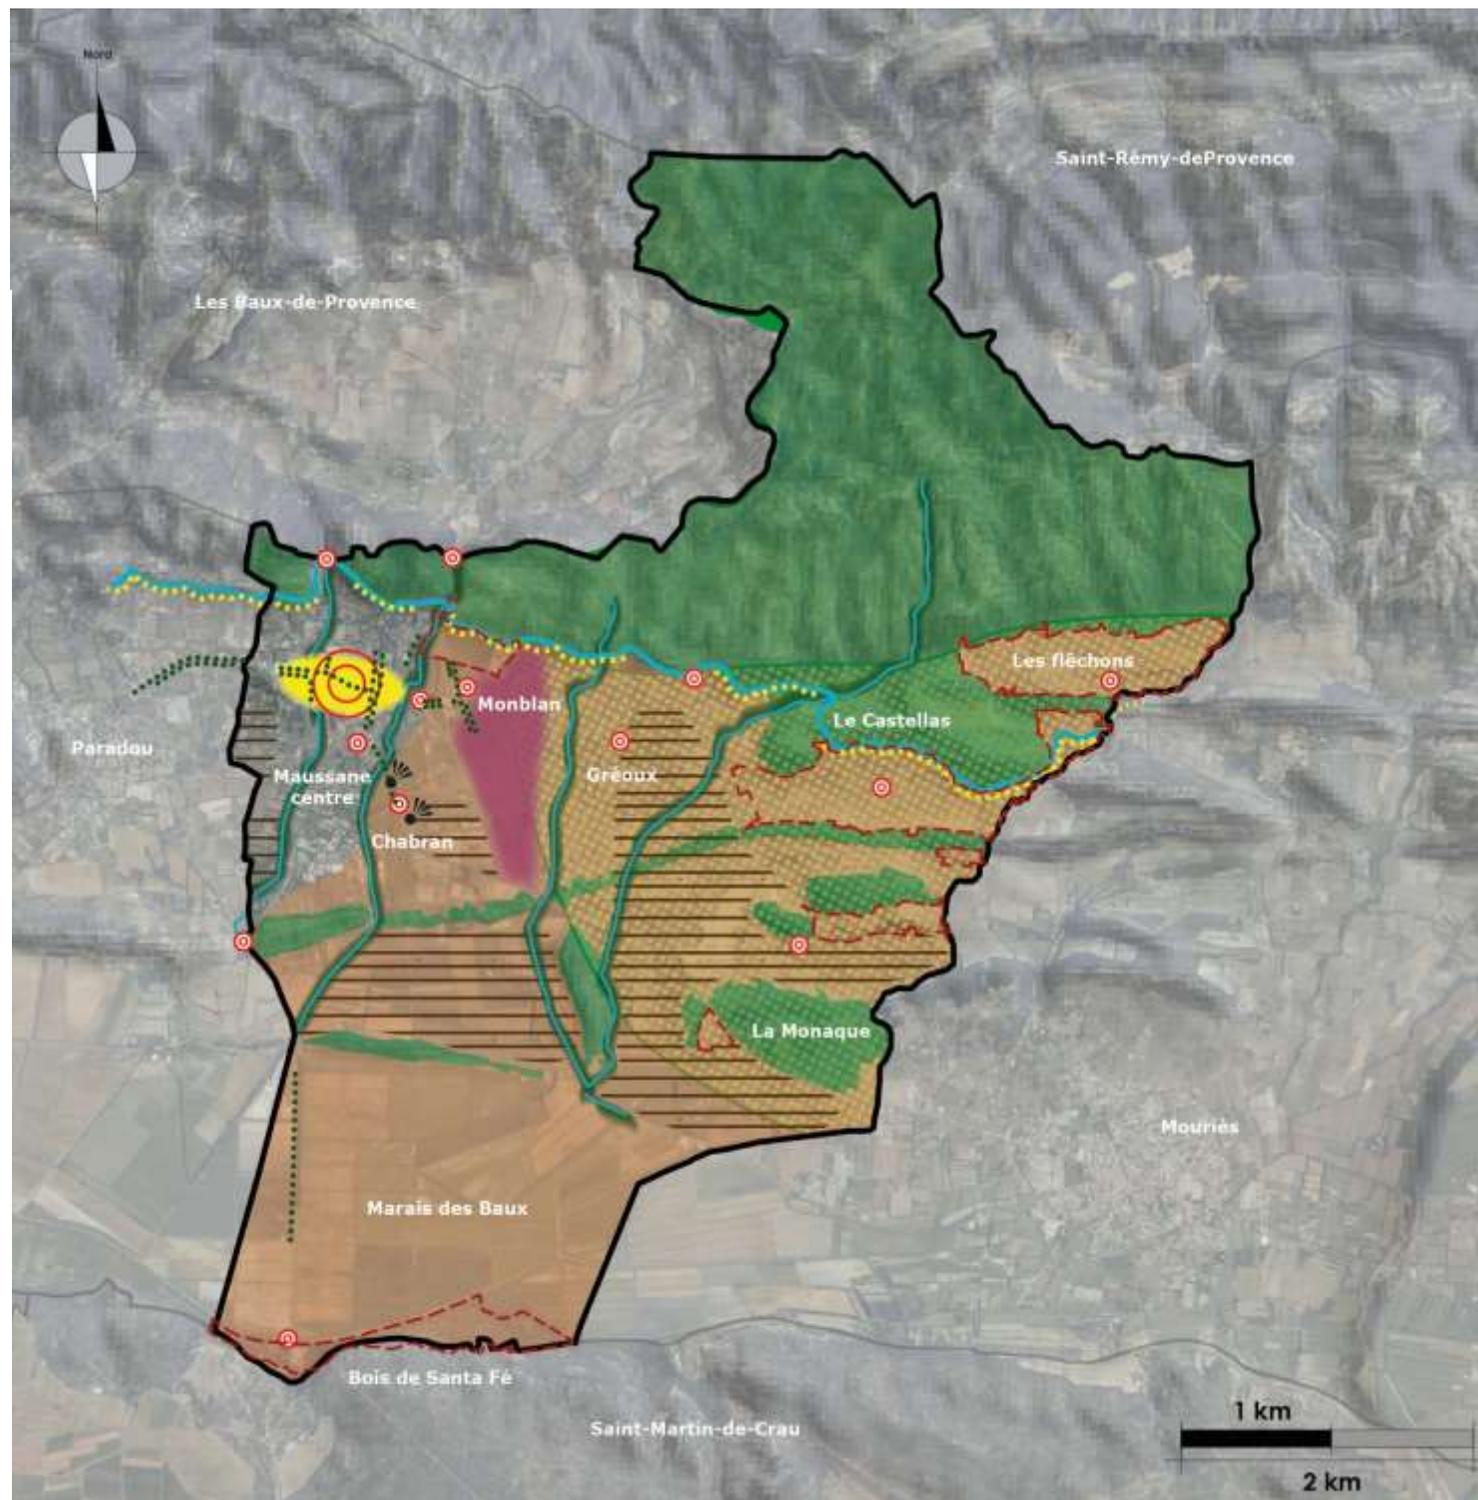 Nord
Saint-Rémy-deProvence
Les Baux-de-Provence
Les flêchons
Monblan
Le Castellas
Paradou
Maussane
centre
Gréoux
Chabran
La Monaque
Mouriès
Marais des Baux
Bois de Santa Fé
Saint-Martin-de-Crau
1 km
2 km